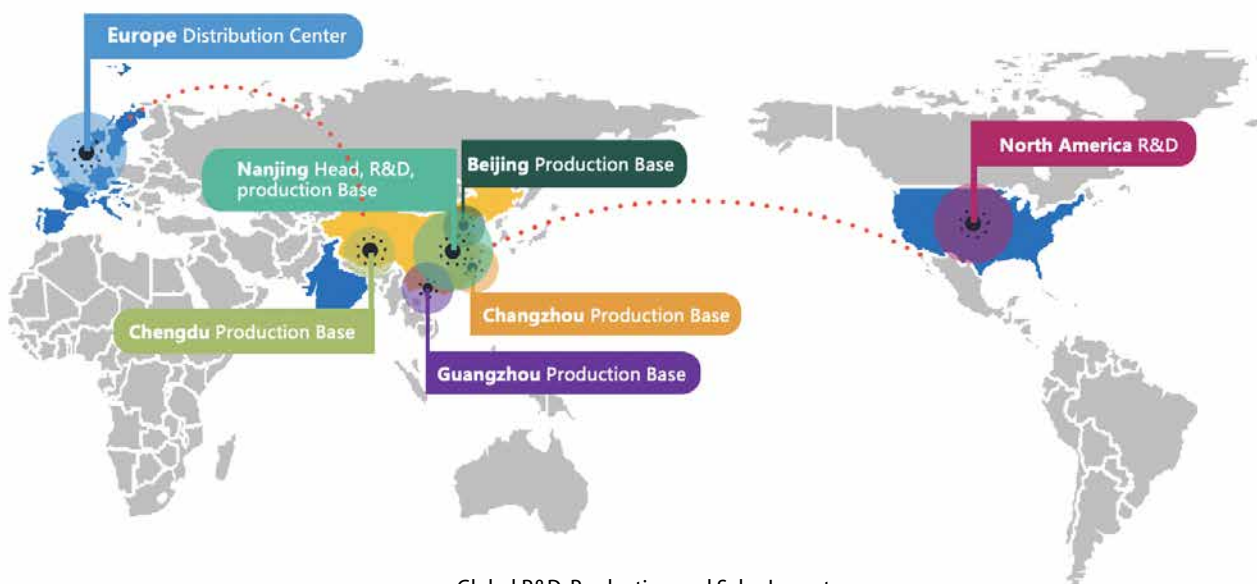 Europe Distribution Center
Nanjing Head, R&D,
production Base
Beijing Production Base
North America R&D
Chengdu Production Base
Changzhou Production Base
Guangzhou Production Base